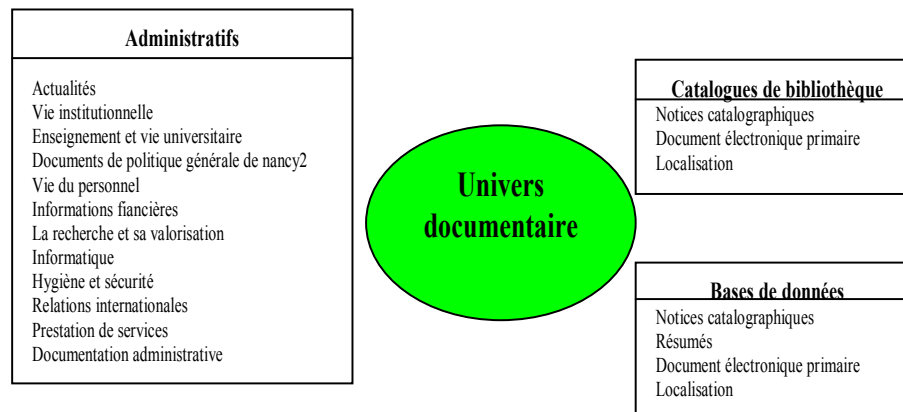 Administratifs
Actualités
Vie institutionnelle
Enseignement et vie universitaire
Documents de politique générale de nancy2
Vie du personnel
Informations fiancières
La recherche et sa valorisation
Informatique
Hygiène et sécurité
Relations internationales
Prestation de services
Documentation administrative
Univers
documentaire
Catalogues de bibliothèque
Notices catalographiques
Document électronique primaire
Localisation
Bases de données
Notices catalographiques
Résumés
Document électronique primaire
Localisation